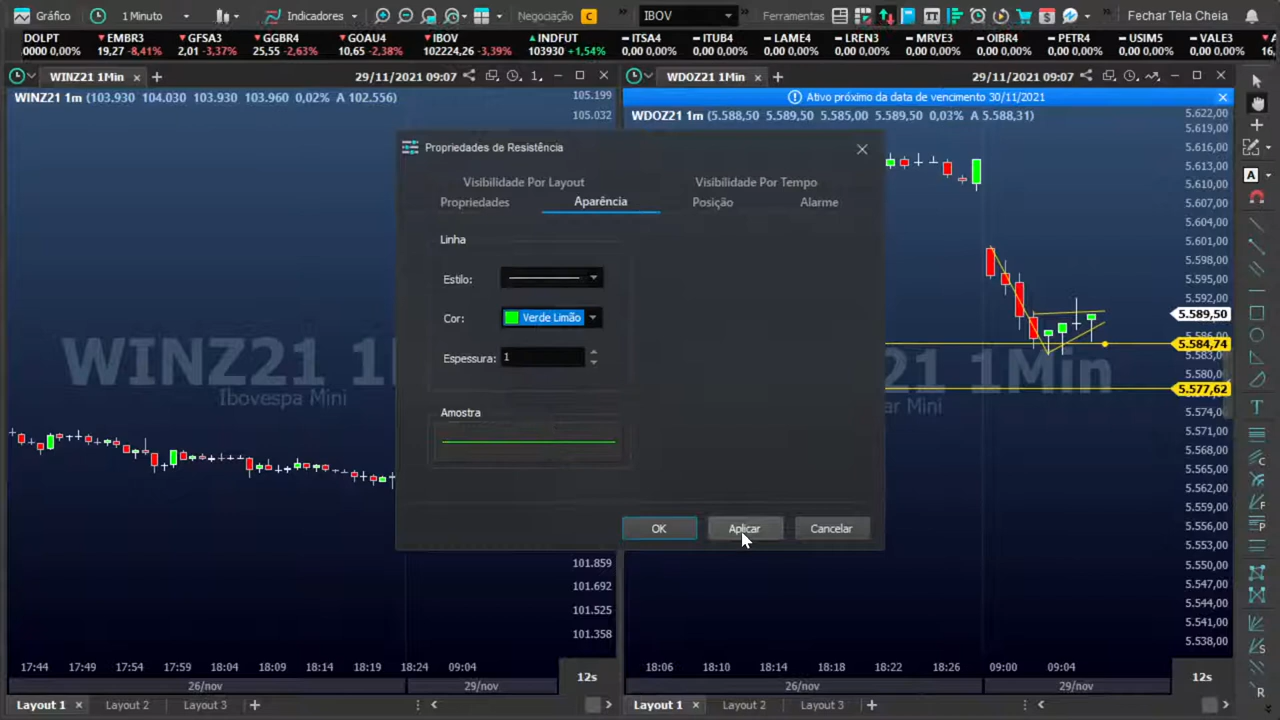 Gráfico 1 Minuto Indicadores Negociação C IBOV Ferramentas Fechar Tela Cheia
DOLPT EMBR3 GFSA3 GGBR4 GOAU4 IBOV INDFUT ITSA4 ITUB4 LAME4 LREN3 MRVE3 OIBR4 PETR4 USIM5 VALE3
0000 0,00% 19,27 -8,41% 2,01 -3,37% 25,55 -2,63% 10,65 -2,38% 102224,26 -3,39% 103930 +1,54% 0,00 0,00% 0,00 0,00% 0,00 0,00% 0,00 0,00% 0,00 0,00% 0,00 0,00% 0,00 0,00% 0,00 0,00% 0,00 0,00% 16,
WINZ21 1Min × + 29/11/2021 09:07 1
WINZ21 1m (103.930 104.030 103.930 103.960 0,02% A 102.556)
105.199
105.032
WINZ21 1
Ibovespa Mini
101.859
101.692
101.525
101.358
17:44 17:49 17:54 17:59 18:04 18:09 18:14 18:19 18:24 09:04
26/nov 29/nov
12s
Layout 1 × Layout 2 Layout 3 +
WDOZ21 1Min × + 29/11/2021 09:07
Ativo próximo da data de vencimento 30/11/2021
WDOZ21 1m (5.588,50 5.589,50 5.585,00 5.589,50 0,03% A 5.588,31)
5.622,00
5.619,00
5.616,00
5.613,00
5.610,00
5.607,00
5.604,00
5.601,00
5.598,00
5.595,00
5.592,00
5.589,50
5.584,74
5.583,00
5.580,00
5.577,62
5.574,00
5.571,00
5.568,00
5.565,00
5.562,00
5.559,00
5.556,00
5.553,00
5.550,00
5.547,00
5.544,00
5.541,00
5.538,00
21 1Min
ar Mini
18:06 18:10 18:14 18:18 18:22 18:26 09:00 09:04
26/nov 29/nov
12s
Layout 1 × Layout 2 Layout 3 +
Propriedades de Resistência
Visibilidade Por Layout Visibilidade Por Tempo
Propriedades Aparência Posição Alarme
Linha
Estilo:
Cor: Verde Limão
Espessura: 1
Amostra
OK Aplicar Cancelar
A
T
C
F
P
S
R